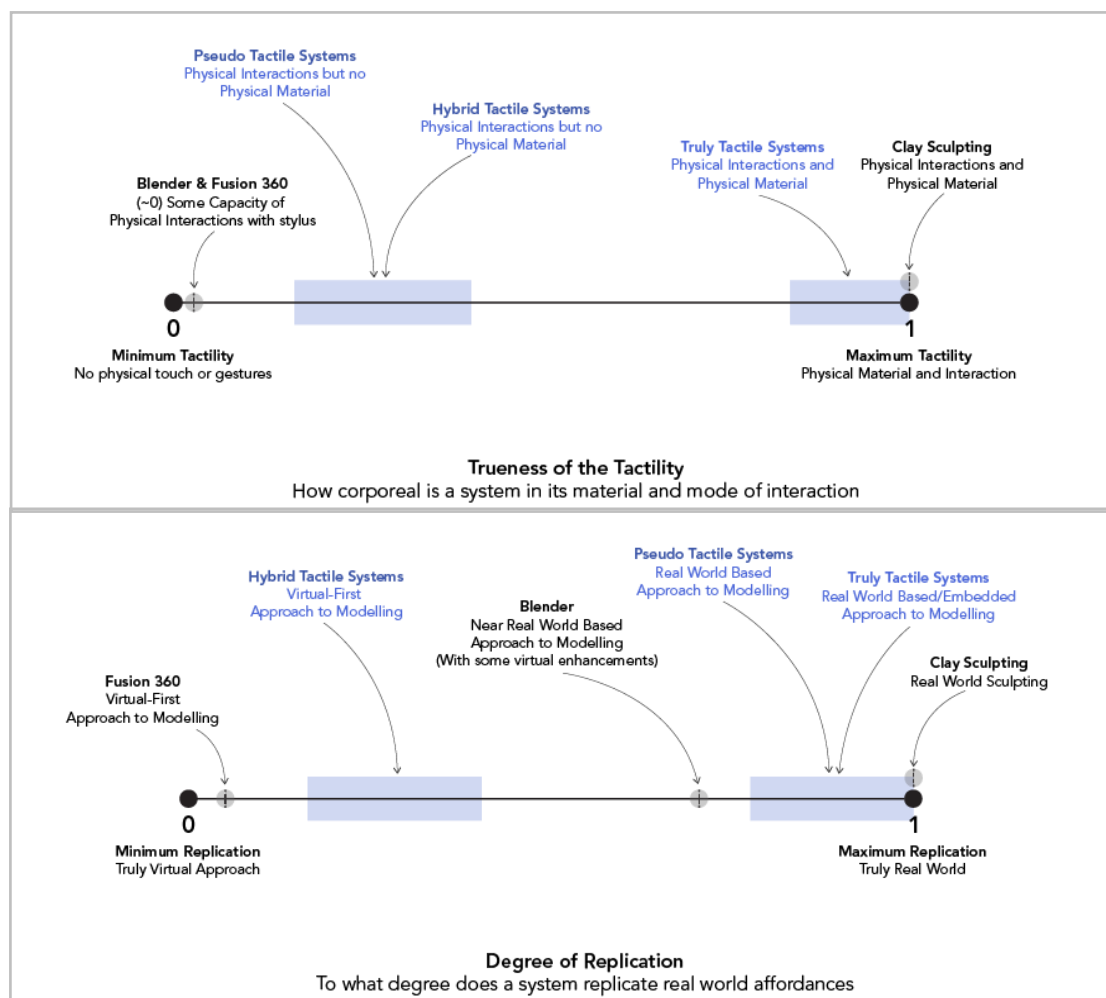 Pseudo Tactile Systems
Physical Interactions but no
Physical Material
Hybrid Tactile Systems
Physical Interactions but no
Physical Material
Truly Tactile Systems
Physical Interactions and
Physical Material
Clay Sculpting
Physical Interactions and
Physical Material
Blender & Fusion 360
(~0) Some Capacity of
Physical Interactions with stylus
0
Minimum Tactility
No physical touch or gestures
1
Maximum Tactility
Physical Material and Interaction
Trueness of the Tactility
How corporeal is a system in its material and mode of interaction
Hybrid Tactile Systems
Virtual-First
Approach to Modelling
Pseudo Tactile Systems
Real World Based
Approach to Modelling
Truly Tactile Systems
Real World Based/Embedded
Approach to Modelling
Blender
Near Real World Based
Approach to Modelling
(With some virtual enhancements)
Clay Sculpting
Real World Sculpting
Fusion 360
Virtual-First
Approach to Modelling
0
Minimum Replication
Truly Virtual Approach
1
Maximum Replication
Truly Real World
Degree of Replication
To what degree does a system replicate real world affordances